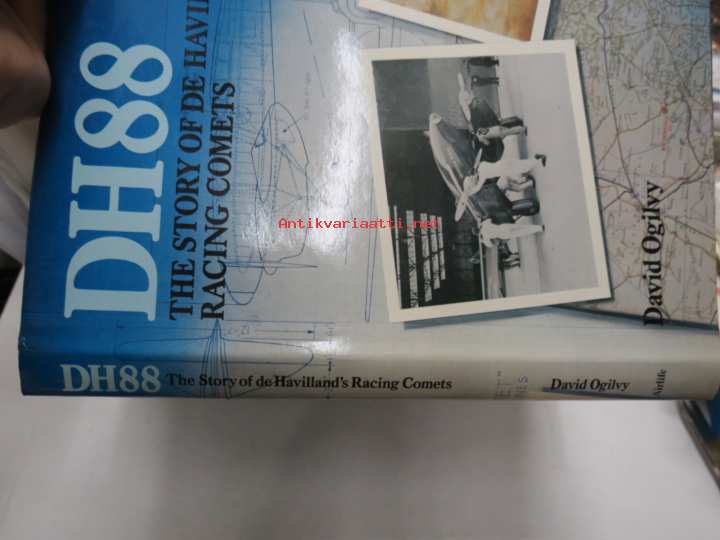 DH88
THE STORY OF DE HAVIL
RACING COMETS
David Ogilvy
Antikvariaatti.net
DH88 The Story of de Havilland's Racing Comets David Ogilvy Airlife